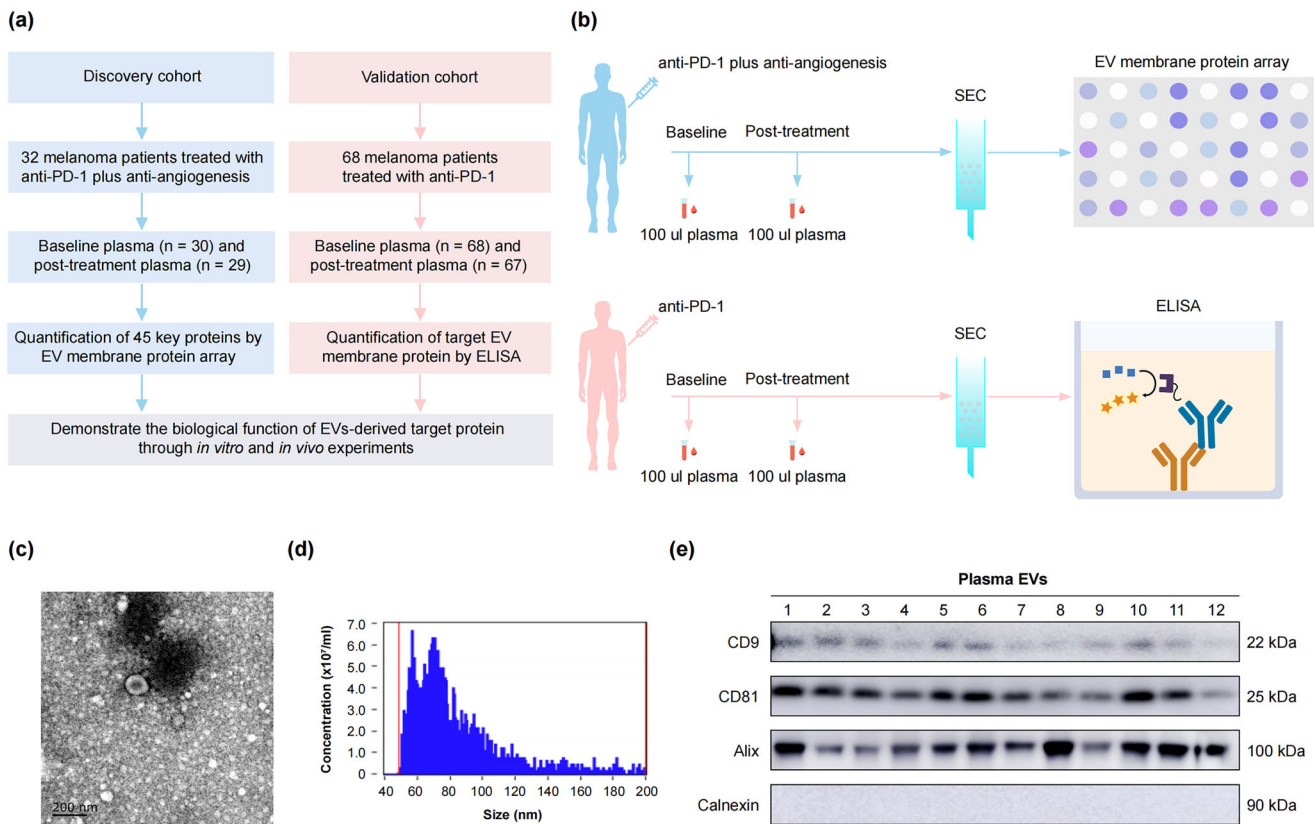 (a)
Discovery cohort
Validation cohort
32 melanoma patients treated with
anti-PD-1 plus anti-angiogenesis
68 melanoma patients
treated with anti-PD-1
Baseline plasma (n = 30) and
post-treatment plasma (n = 29)
Baseline plasma (n = 68) and
post-treatment plasma (n = 67)
Quantification of 45 key proteins by
EV membrane protein array
Quantification of target EV
membrane protein by ELISA
Demonstrate the biological function of EVs-derived target protein
through in vitro and in vivo experiments
(b)
anti-PD-1 plus anti-angiogenesis
Baseline
Post-treatment
100 ul plasma
100 ul plasma
SEC
EV membrane protein array
anti-PD-1
Baseline
Post-treatment
100 ul plasma
100 ul plasma
SEC
ELISA
(c)
200 nm
(d)
Concentration (x10⁷/ml)
7.0
6.0
5.0
4.0
3.0
2.0
1.0
0
40 60 80 100 120 140 160 180 200
Size (nm)
(e)
Plasma EVs
1 2 3 4 5 6 7 8 9 10 11 12
CD9 22 kDa
CD81 25 kDa
Alix 100 kDa
Calnexin 90 kDa